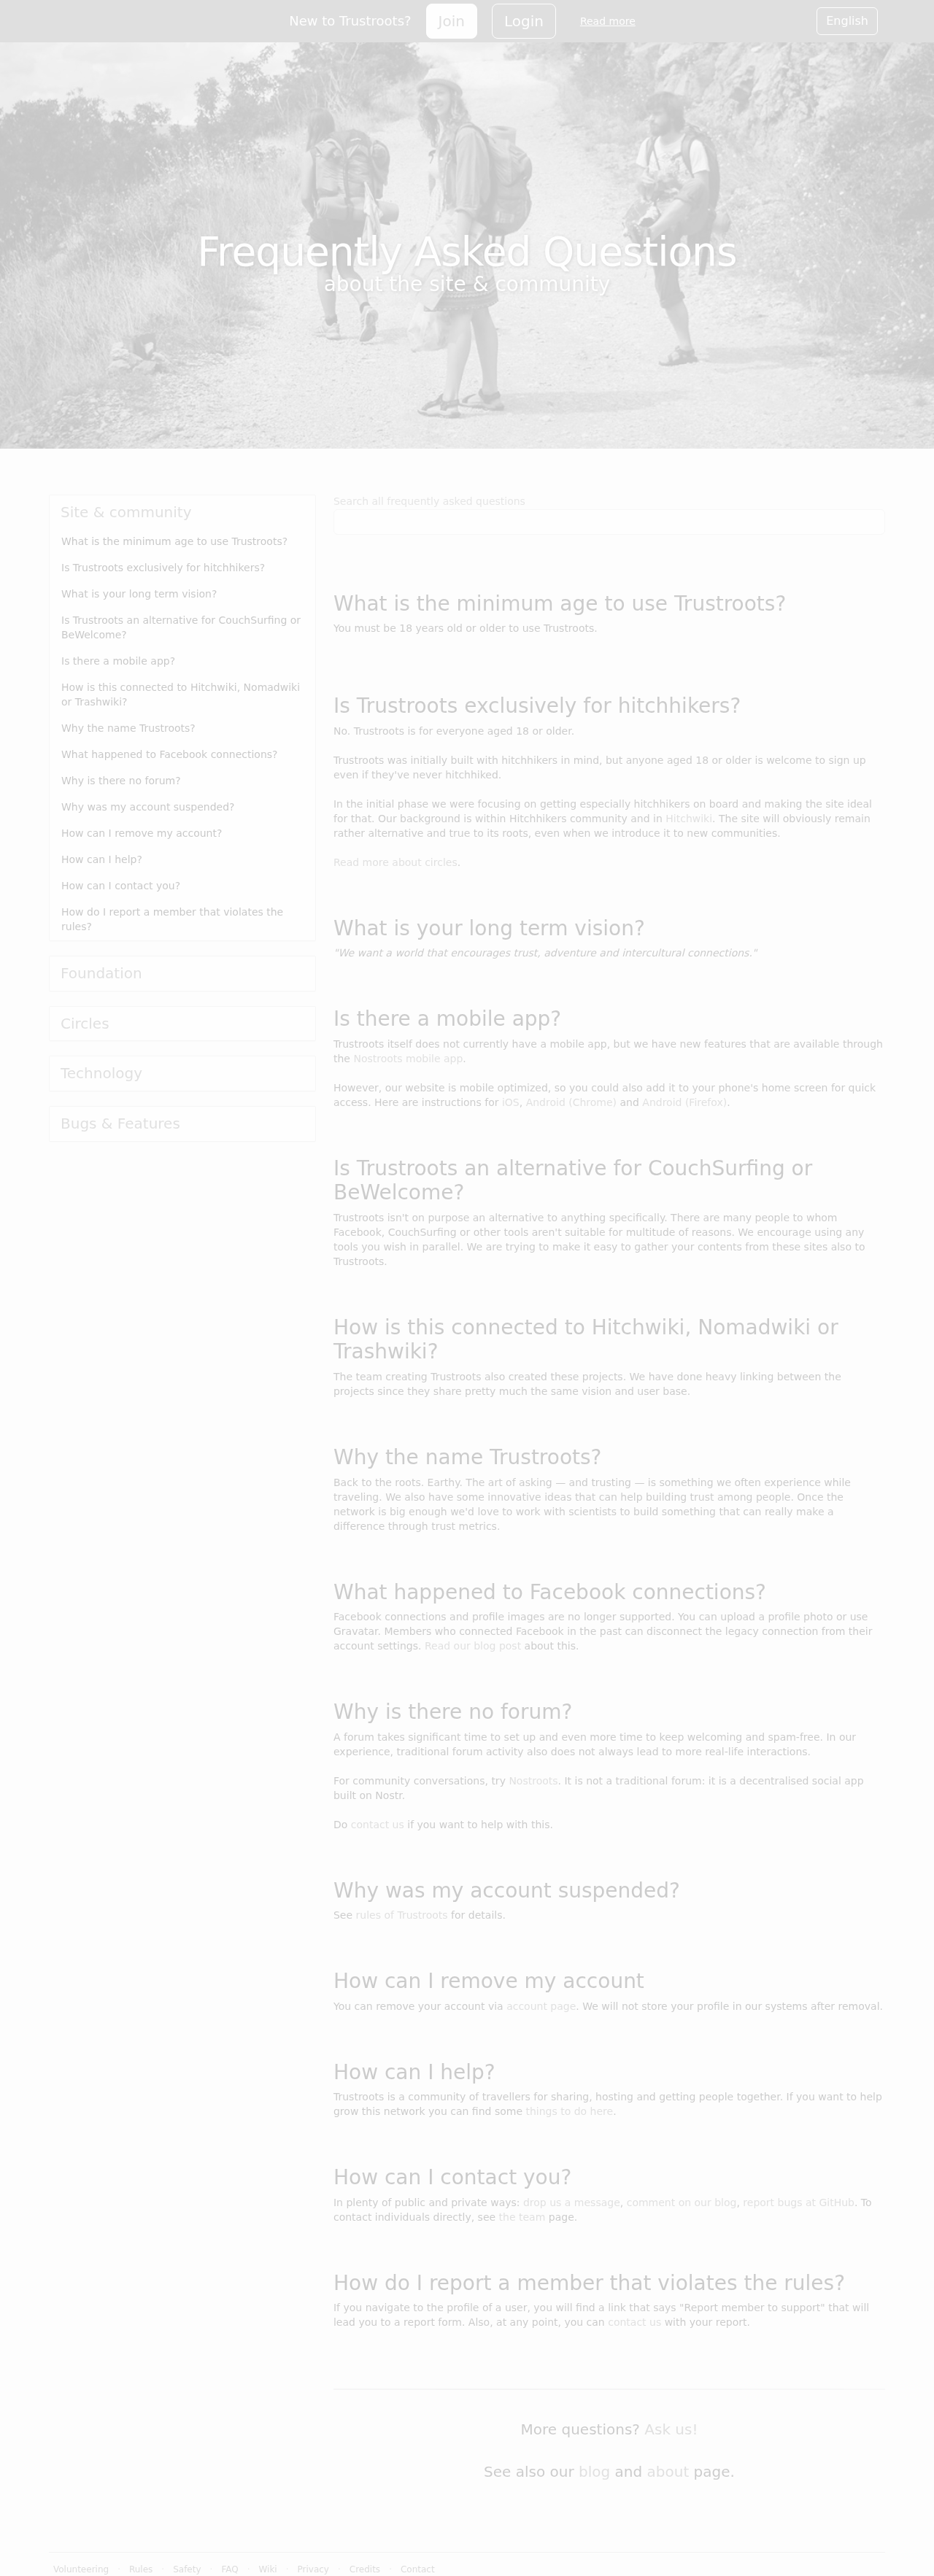 New to Trustroots? Join Login Read more English
Frequently Asked Questions
about the site & community
Site & community
What is the minimum age to use Trustroots?
Is Trustroots exclusively for hitchhikers?
What is your long term vision?
Is Trustroots an alternative for CouchSurfing or
BeWelcome?
Is there a mobile app?
How is this connected to Hitchwiki, Nomadwiki
or Trashwiki?
Why the name Trustroots?
What happened to Facebook connections?
Why is there no forum?
Why was my account suspended?
How can I remove my account?
How can I help?
How can I contact you?
How do I report a member that violates the
rules?
Foundation
Circles
Technology
Bugs & Features
Search all frequently asked questions
What is the minimum age to use Trustroots?
You must be 18 years old or older to use Trustroots.
Is Trustroots exclusively for hitchhikers?
No. Trustroots is for everyone aged 18 or older.
Trustroots was initially built with hitchhikers in mind, but anyone aged 18 or older is welcome to sign up
even if they've never hitchhiked.
In the initial phase we were focusing on getting especially hitchhikers on board and making the site ideal
for that. Our background is within Hitchhikers community and in Hitchwiki. The site will obviously remain
rather alternative and true to its roots, even when we introduce it to new communities.
Read more about circles.
What is your long term vision?
"We want a world that encourages trust, adventure and intercultural connections."
Is there a mobile app?
Trustroots itself does not currently have a mobile app, but we have new features that are available through
the Nostroots mobile app.
However, our website is mobile optimized, so you could also add it to your phone's home screen for quick
access. Here are instructions for iOS, Android (Chrome) and Android (Firefox).
Is Trustroots an alternative for CouchSurfing or
BeWelcome?
Trustroots isn't on purpose an alternative to anything specifically. There are many people to whom
Facebook, CouchSurfing or other tools aren't suitable for multitude of reasons. We encourage using any
tools you wish in parallel. We are trying to make it easy to gather your contents from these sites also to
Trustroots.
How is this connected to Hitchwiki, Nomadwiki or
Trashwiki?
The team creating Trustroots also created these projects. We have done heavy linking between the
projects since they share pretty much the same vision and user base.
Why the name Trustroots?
Back to the roots. Earthy. The art of asking — and trusting — is something we often experience while
traveling. We also have some innovative ideas that can help building trust among people. Once the
network is big enough we'd love to work with scientists to build something that can really make a
difference through trust metrics.
What happened to Facebook connections?
Facebook connections and profile images are no longer supported. You can upload a profile photo or use
Gravatar. Members who connected Facebook in the past can disconnect the legacy connection from their
account settings. Read our blog post about this.
Why is there no forum?
A forum takes significant time to set up and even more time to keep welcoming and spam-free. In our
experience, traditional forum activity also does not always lead to more real-life interactions.
For community conversations, try Nostroots. It is not a traditional forum: it is a decentralised social app
built on Nostr.
Do contact us if you want to help with this.
Why was my account suspended?
See rules of Trustroots for details.
How can I remove my account
You can remove your account via account page. We will not store your profile in our systems after removal.
How can I help?
Trustroots is a community of travellers for sharing, hosting and getting people together. If you want to help
grow this network you can find some things to do here.
How can I contact you?
In plenty of public and private ways: drop us a message, comment on our blog, report bugs at GitHub. To
contact individuals directly, see the team page.
How do I report a member that violates the rules?
If you navigate to the profile of a user, you will find a link that says "Report member to support" that will
lead you to a report form. Also, at any point, you can contact us with your report.
More questions? Ask us!
See also our blog and about page.
Volunteering · Rules · Safety · FAQ · Wiki · Privacy · Credits · Contact